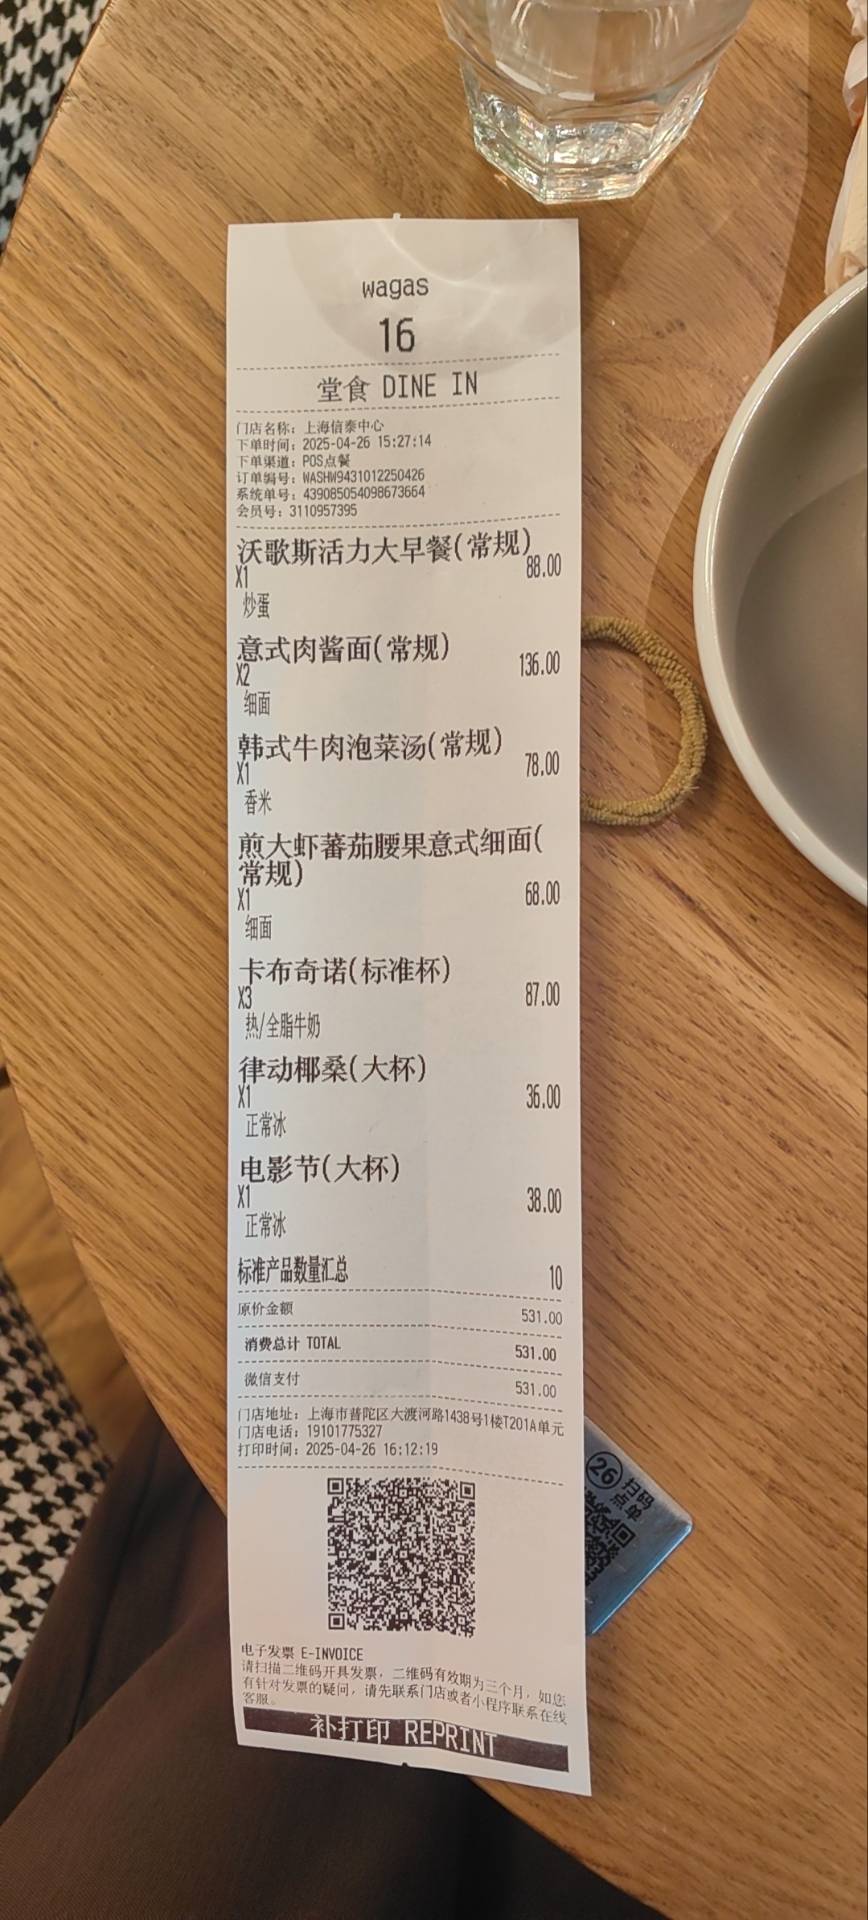 wagas
16
堂食 DINE IN
门店名称：上海信泰中心
下单时间：2025-04-26 15:27:14
下单渠道：POS点餐
订单编号：WASHW9431012250426
系统单号：439085054098673664
会员号：3110957395
沃歌斯活力大早餐(常规)
X1 88.00
炒蛋
意式肉酱面(常规)
X2 136.00
细面
韩式牛肉泡菜汤(常规)
X1 78.00
香米
煎大虾蕃茄腰果意式细面(
常规)
X1 68.00
细面
卡布奇诺(标准杯)
X3 87.00
热/全脂牛奶
律动椰桑(大杯)
X1 36.00
正常冰
电影节(大杯)
X1 38.00
正常冰
标准产品数量汇总 10
原价金额 531.00
消费总计 TOTAL 531.00
微信支付 531.00
门店地址：上海市普陀区大渡河路1438号1楼T201A单元
门店电话：19101775327
打印时间：2025-04-26 16:12:19
电子发票 E-INVOICE
请扫描二维码开具发票，二维码有效期为三个月，如您
有针对发票的疑问，请先联系门店或者小程序联系在线
客服。
补打印 REPRINT
26
扫码
点单